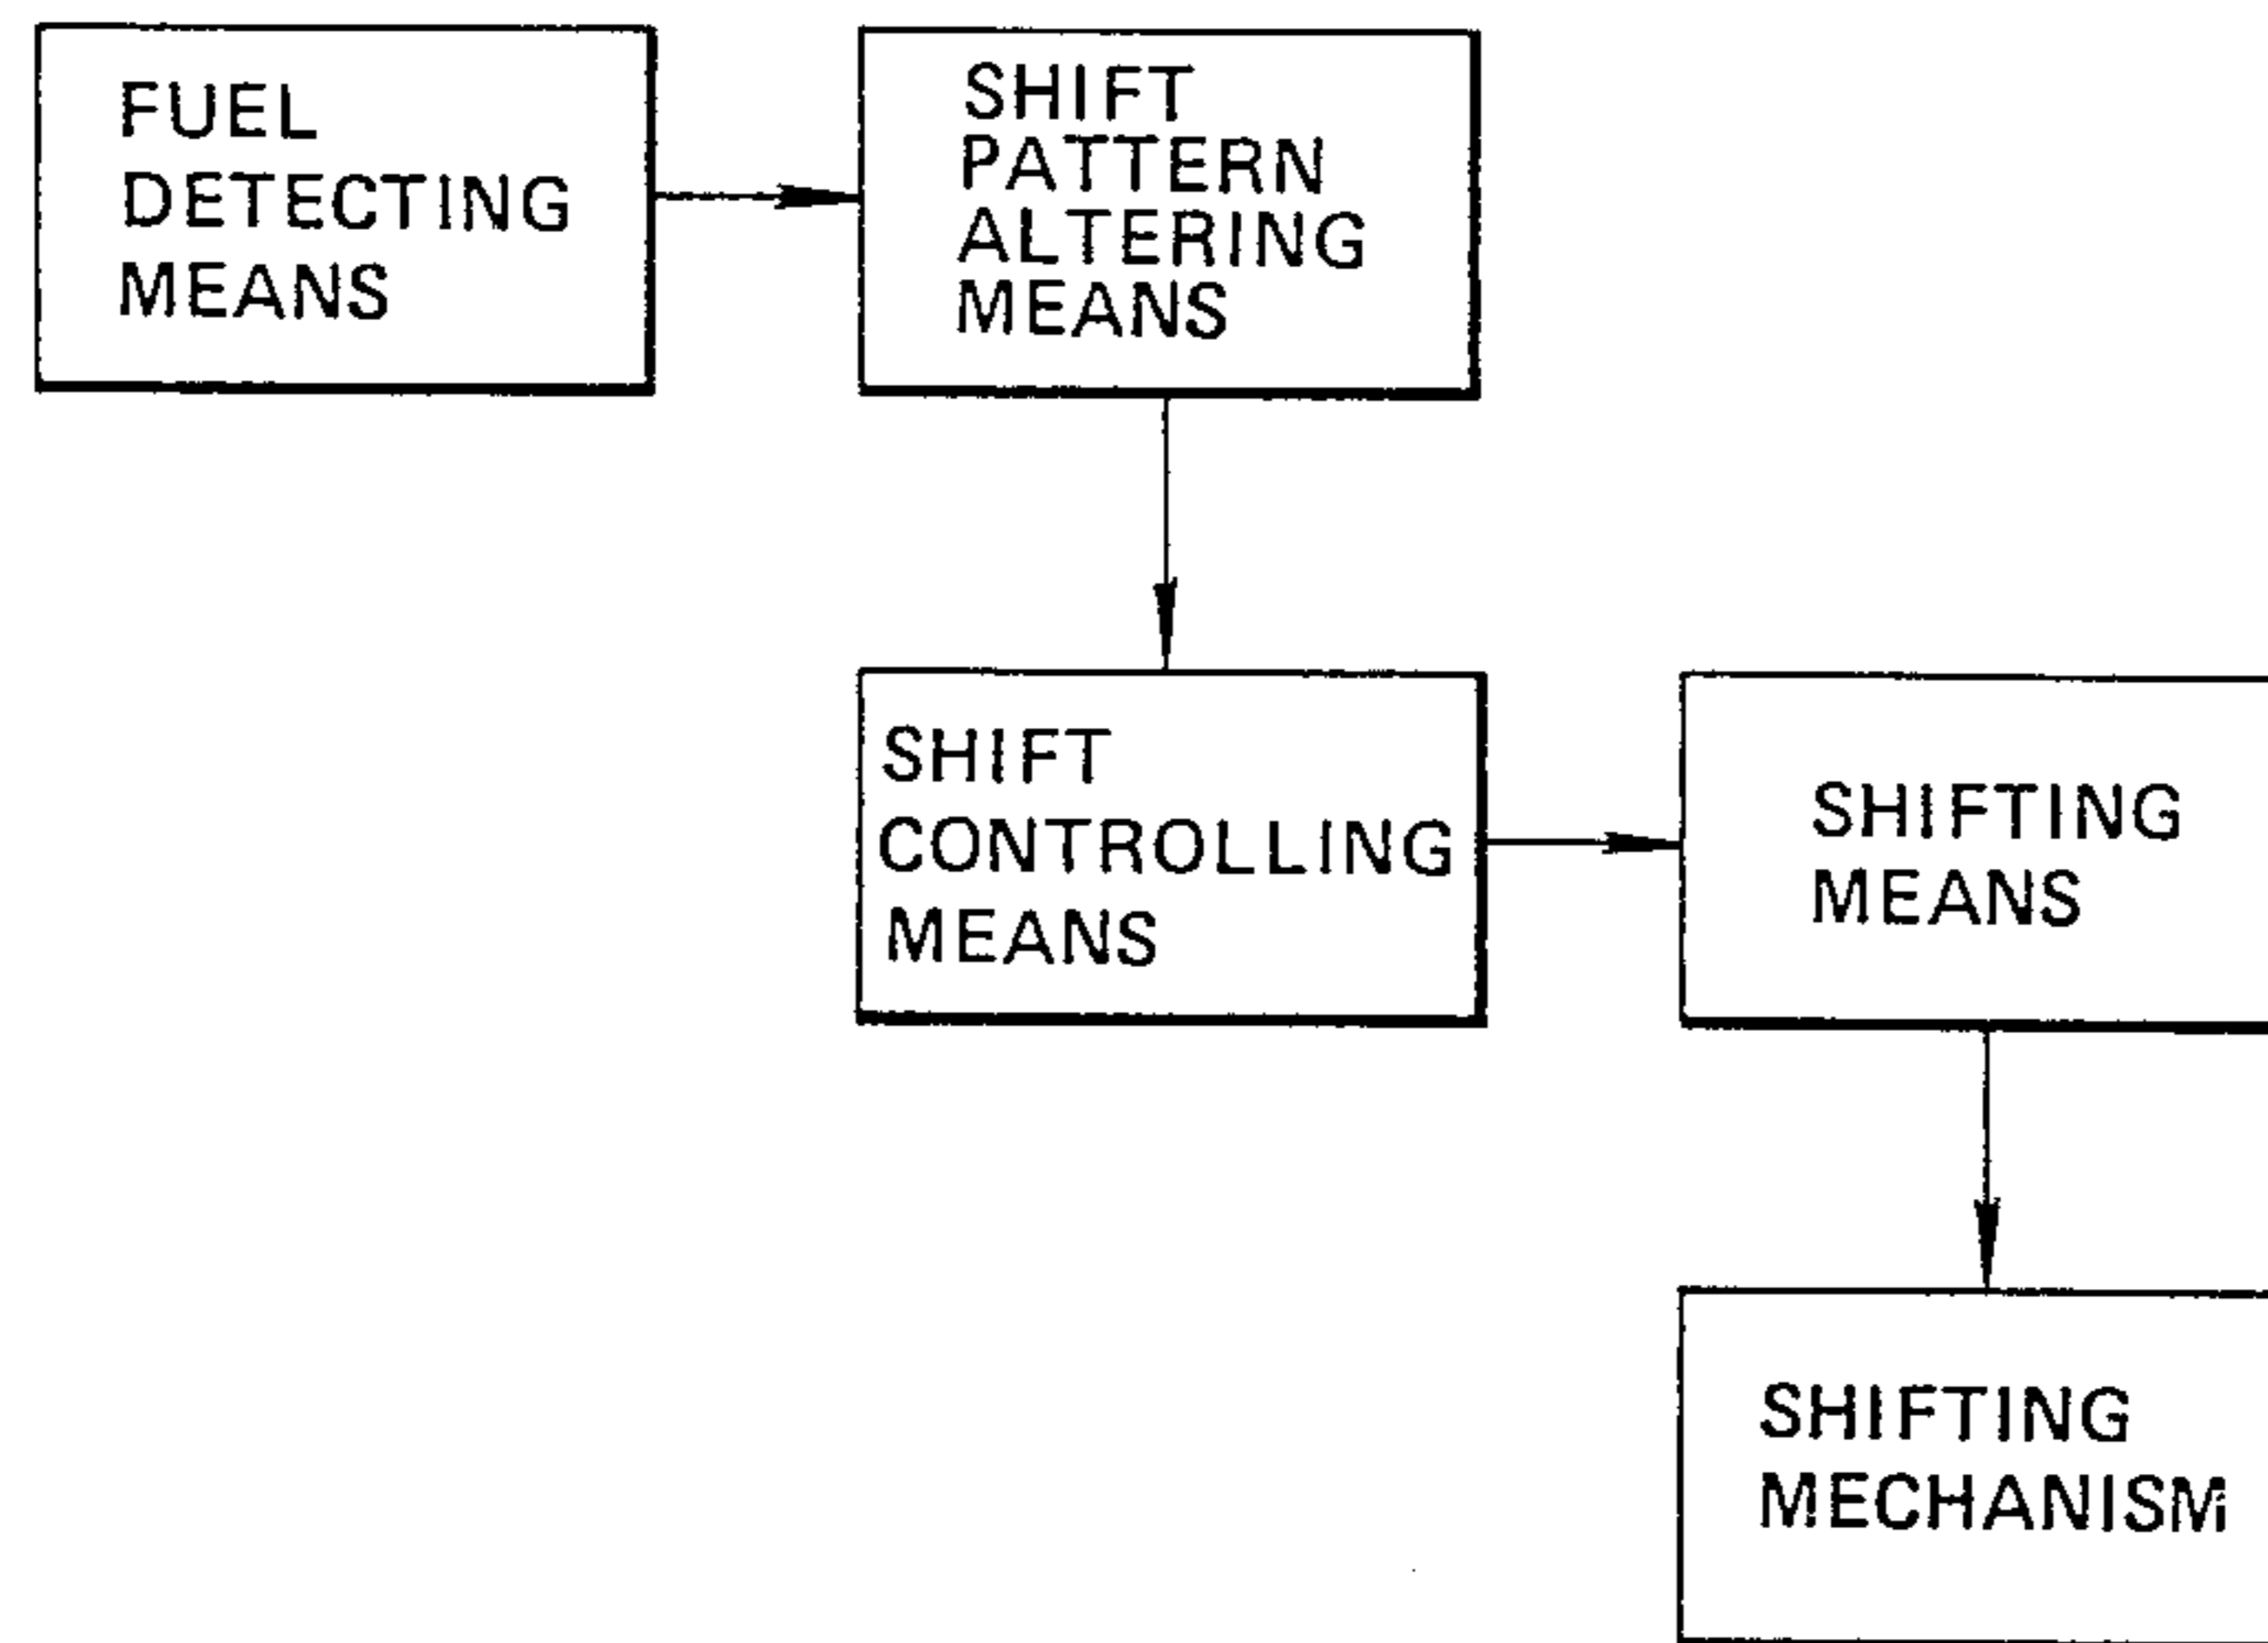 FUEL
DETECTING
MEANS
SHIFT
PATTERN
ALTERING
MEANS
SHIFT
CONTROLLING
MEANS
SHIFTING
MEANS
SHIFTING
MECHANISM